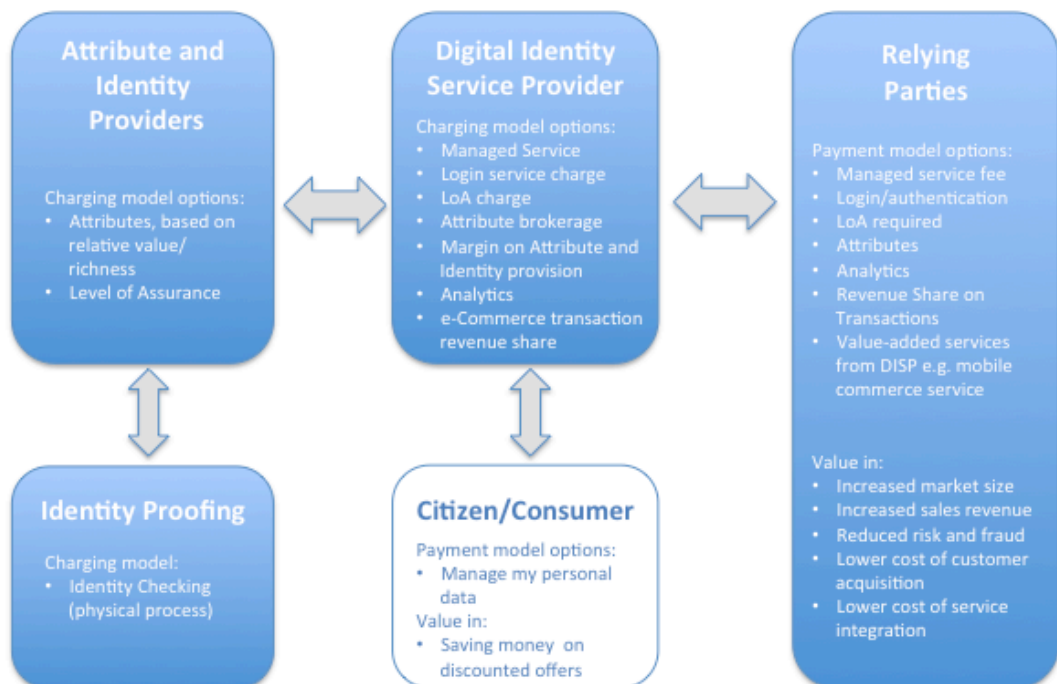 Attribute and
Identity
Providers
Charging model options:
• Attributes, based on
relative value/
richness
• Level of Assurance
Digital Identity
Service Provider
Charging model options:
• Managed Service
• Login service charge
• LoA charge
• Attribute brokerage
• Margin on Attribute and
Identity provision
• Analytics
• e-Commerce transaction
revenue share
Relying
Parties
Payment model options:
• Managed service fee
• Login/authentication
• LoA required
• Attributes
• Analytics
• Revenue Share on
Transactions
• Value-added services
from DISP e.g. mobile
commerce service
Value in:
• Increased market size
• Increased sales revenue
• Reduced risk and fraud
• Lower cost of customer
acquisition
• Lower cost of service
integration
Identity Proofing
Charging model:
• Identity Checking
(physical process)
Citizen/Consumer
Payment model options:
• Manage my personal
data
Value in:
• Saving money on
discounted offers